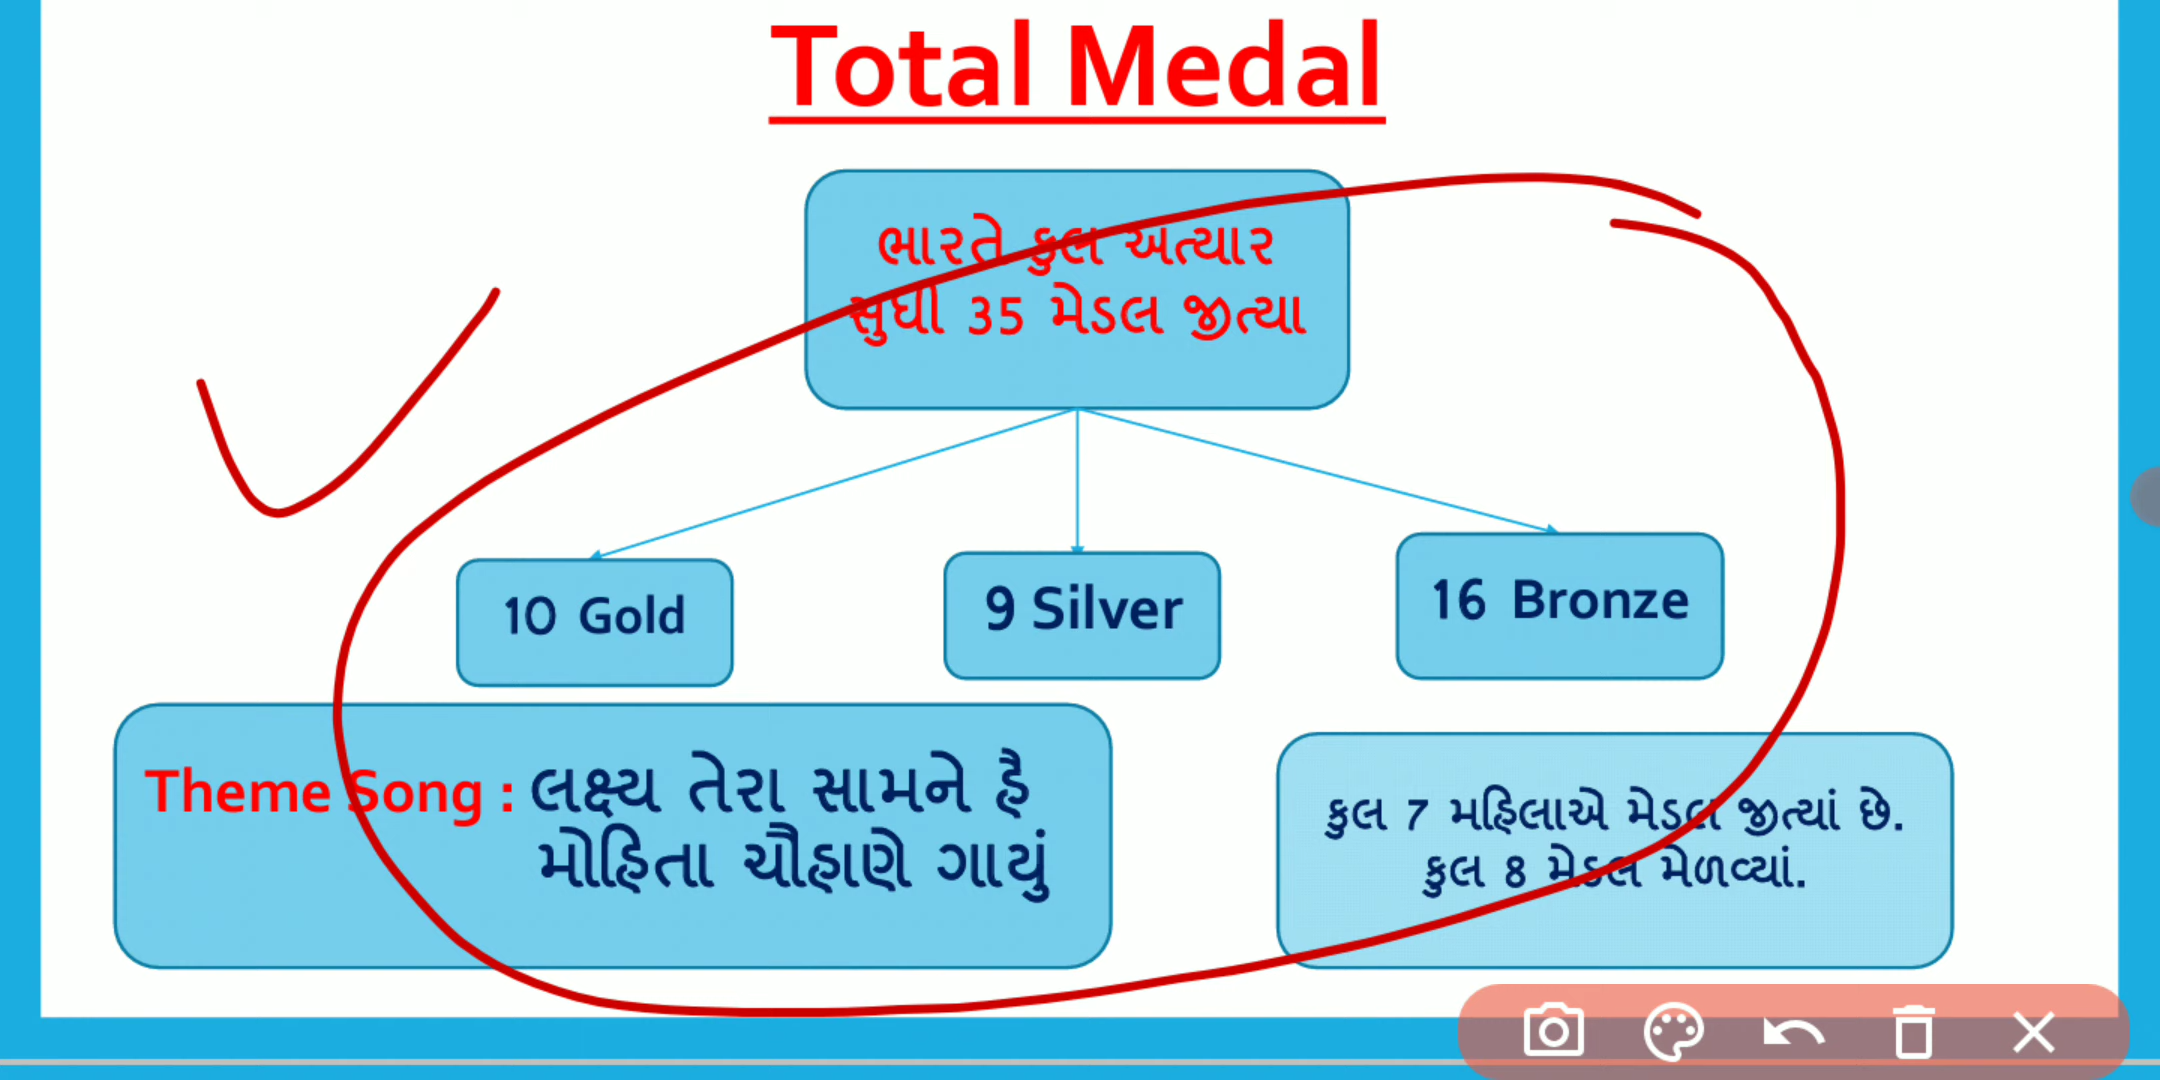 Total Medal
ભારતે કુલ અત્યાર
સુધી 35 મેડલ જીત્યા
10 Gold
9 Silver
16 Bronze
Theme Song : લક્ષ્ય તેરા સામને હૈ
મોહિતા ચૌહાણે ગાયું
કુલ 7 મહિલાએ મેડલ જીત્યાં છે.
કુલ 8 મેડલ મેળવ્યાં.